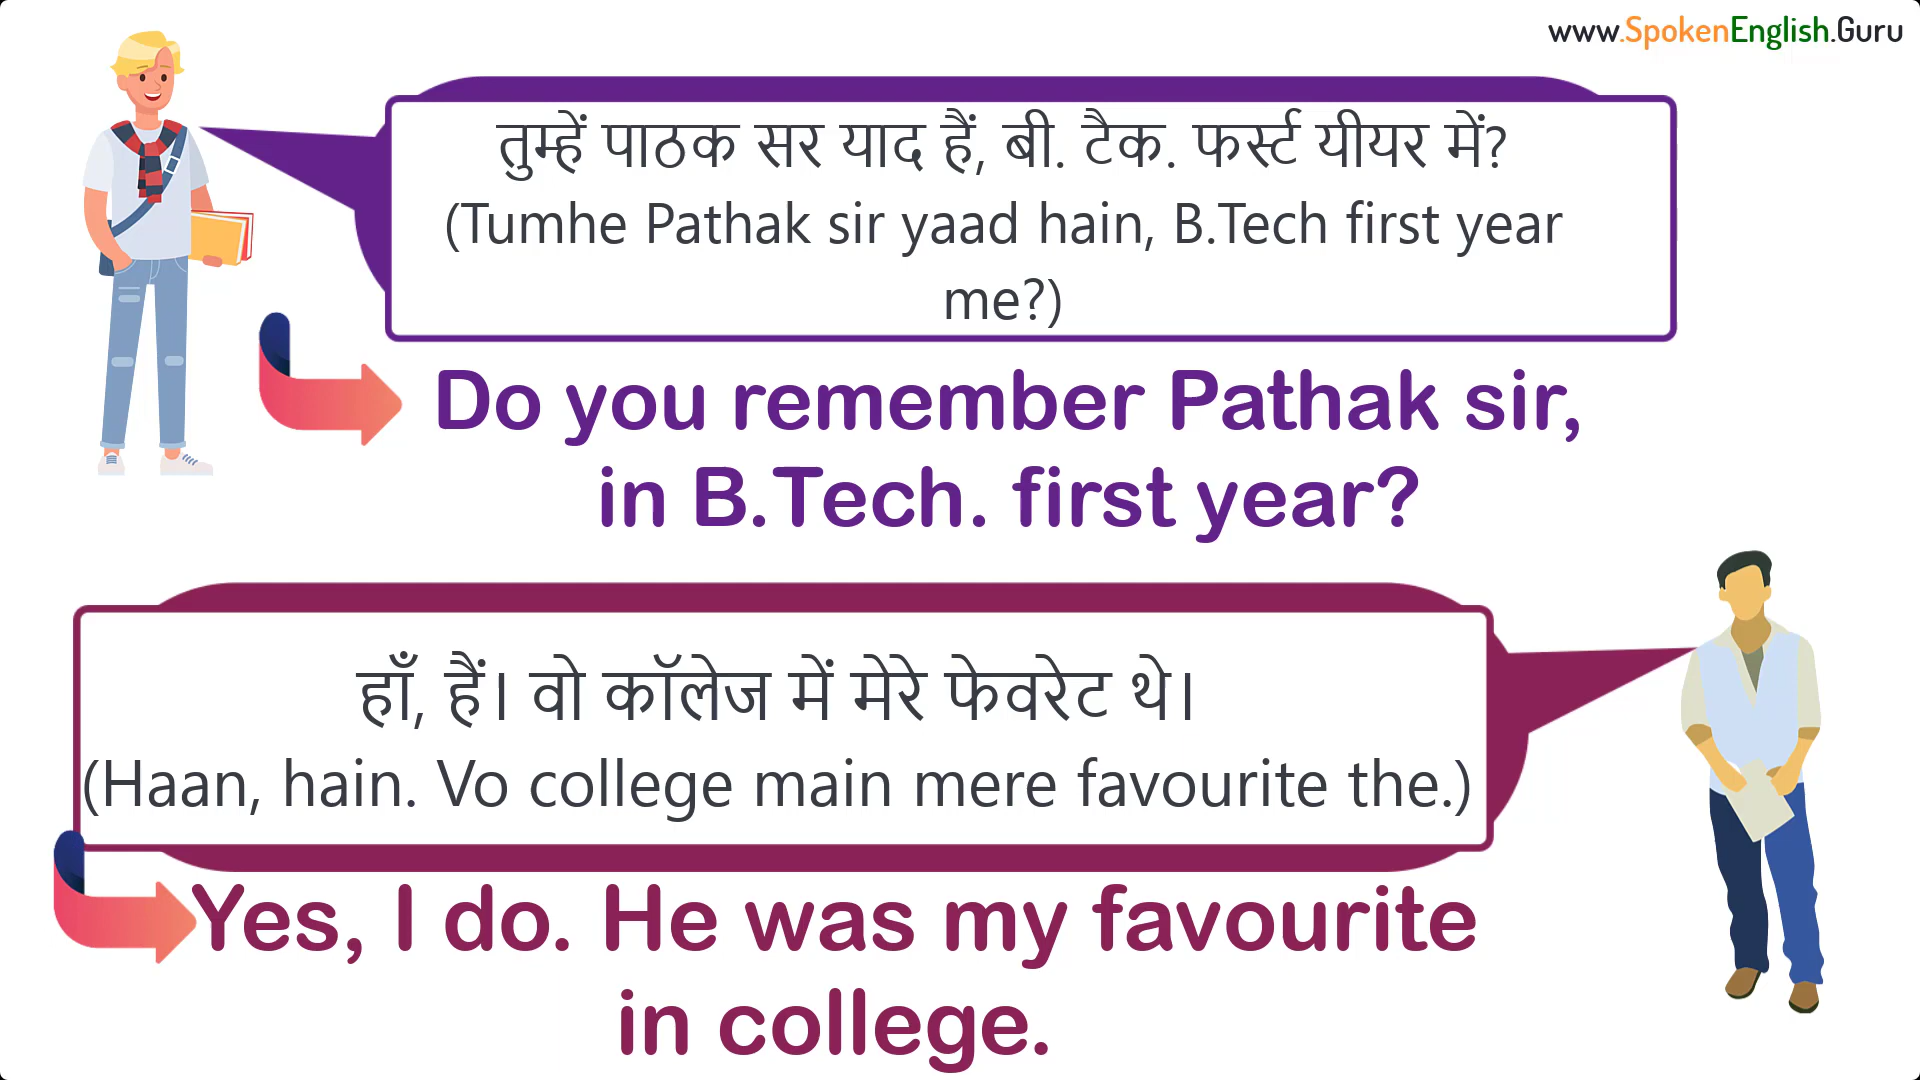 www.SpokenEnglish.Guru
तुम्हें पाठक सर याद हैं, बी. टैक. फर्स्ट यीयर में?
(Tumhe Pathak sir yaad hain, B.Tech first year
me?)
Do you remember Pathak sir,
in B.Tech. first year?
हाँ, हैं। वो कॉलेज में मेरे फेवरेट थे।
(Haan, hain. Vo college main mere favourite the.)
Yes, I do. He was my favourite
in college.